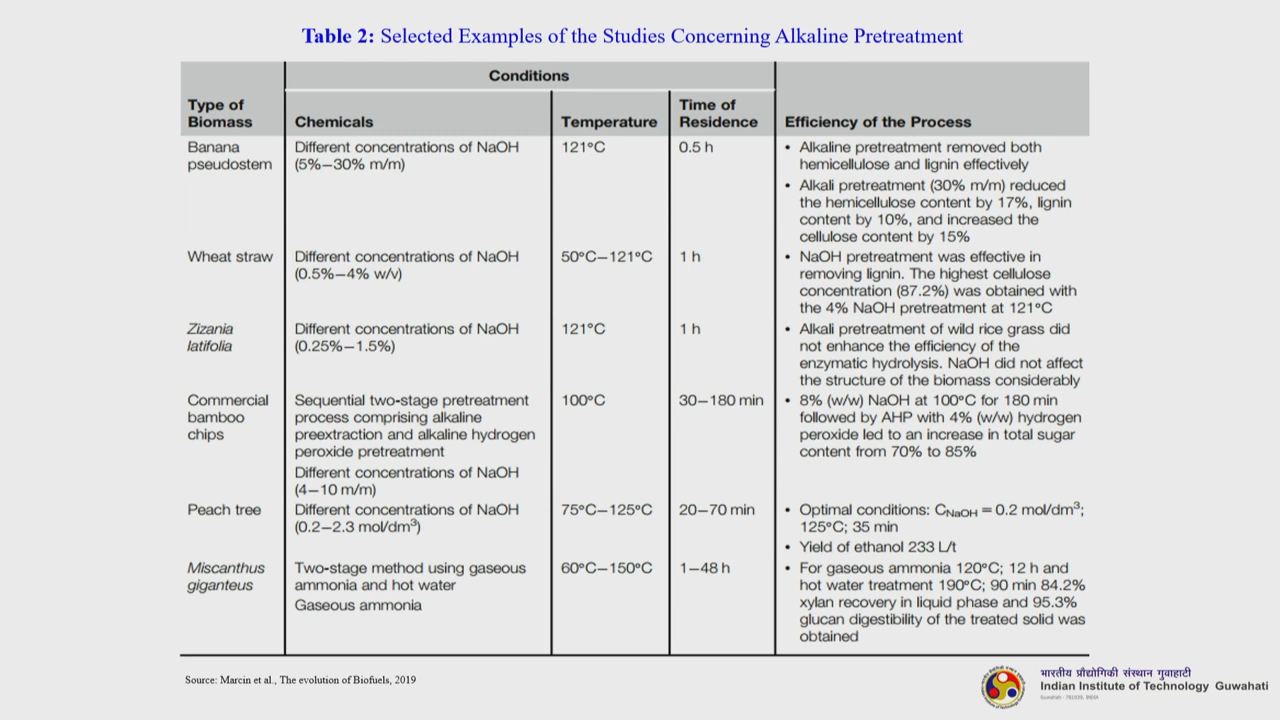 Table 2: Selected Examples of the Studies Concerning Alkaline Pretreatment
Conditions
Type of
Biomass
Chemicals
Temperature
Time of
Residence
Efficiency of the Process
Banana
pseudostem
Different concentrations of NaOH
(5%–30% m/m)
121°C
0.5 h
• Alkaline pretreatment removed both
hemicellulose and lignin effectively
• Alkali pretreatment (30% m/m) reduced
the hemicellulose content by 17%, lignin
content by 10%, and increased the
cellulose content by 15%
Wheat straw
Different concentrations of NaOH
(0.5%–4% w/v)
50°C–121°C
1 h
• NaOH pretreatment was effective in
removing lignin. The highest cellulose
concentration (87.2%) was obtained with
the 4% NaOH pretreatment at 121°C
Zizania
latifolia
Different concentrations of NaOH
(0.25%–1.5%)
121°C
1 h
• Alkali pretreatment of wild rice grass did
not enhance the efficiency of the
enzymatic hydrolysis. NaOH did not affect
the structure of the biomass considerably
Commercial
bamboo
chips
Sequential two-stage pretreatment
process comprising alkaline
preextraction and alkaline hydrogen
peroxide pretreatment
Different concentrations of NaOH
(4–10 m/m)
100°C
30–180 min
• 8% (w/w) NaOH at 100°C for 180 min
followed by AHP with 4% (w/w) hydrogen
peroxide led to an increase in total sugar
content from 70% to 85%
Peach tree
Different concentrations of NaOH
(0.2–2.3 mol/dm³)
75°C–125°C
20–70 min
• Optimal conditions: CNaOH = 0.2 mol/dm³;
125°C; 35 min
• Yield of ethanol 233 L/t
Miscanthus
giganteus
Two-stage method using gaseous
ammonia and hot water
Gaseous ammonia
60°C–150°C
1–48 h
• For gaseous ammonia 120°C; 12 h and
hot water treatment 190°C; 90 min 84.2%
xylan recovery in liquid phase and 95.3%
glucan digestibility of the treated solid was
obtained
Source: Marcin et al., The evolution of Biofuels, 2019
भारतीय प्रौद्योगिकी संस्थान गुवाहाटी
Indian Institute of Technology Guwahati
Guwahati - 781039, INDIA